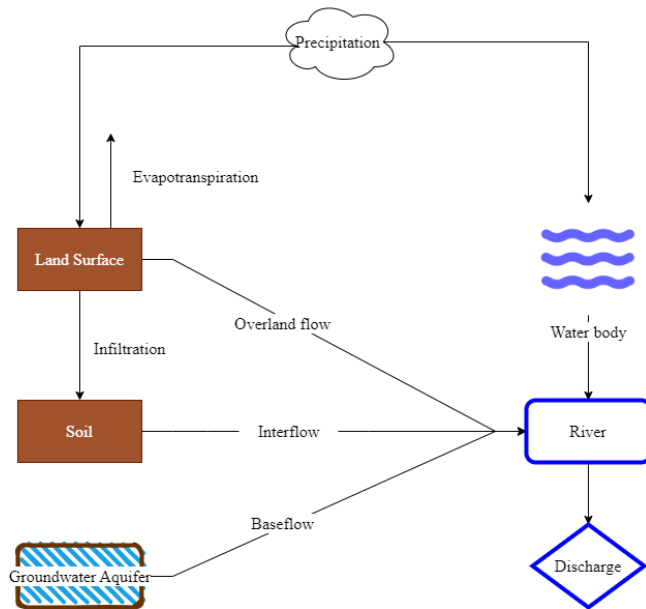 Precipitation
Evapotranspiration
Land Surface
Overland flow
Water body
Infiltration
Soil
Interflow
River
Baseflow
Groundwater Aquifer
Discharge